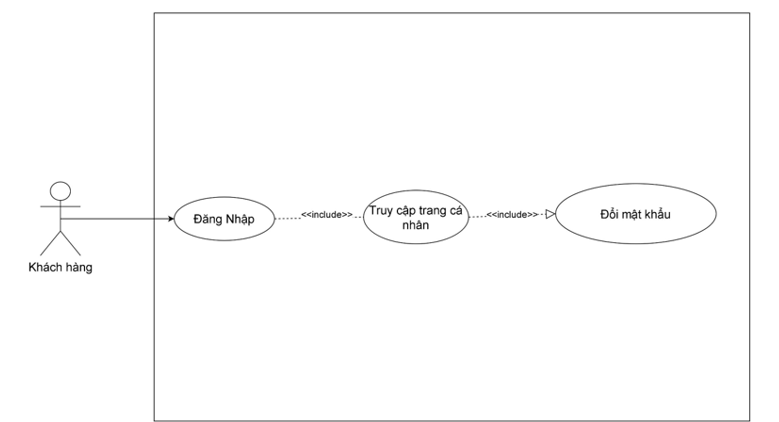 Đăng Nhập
<<include>>
Truy cập trang cá
nhân
<<include>>
Đổi mật khẩu
Khách hàng